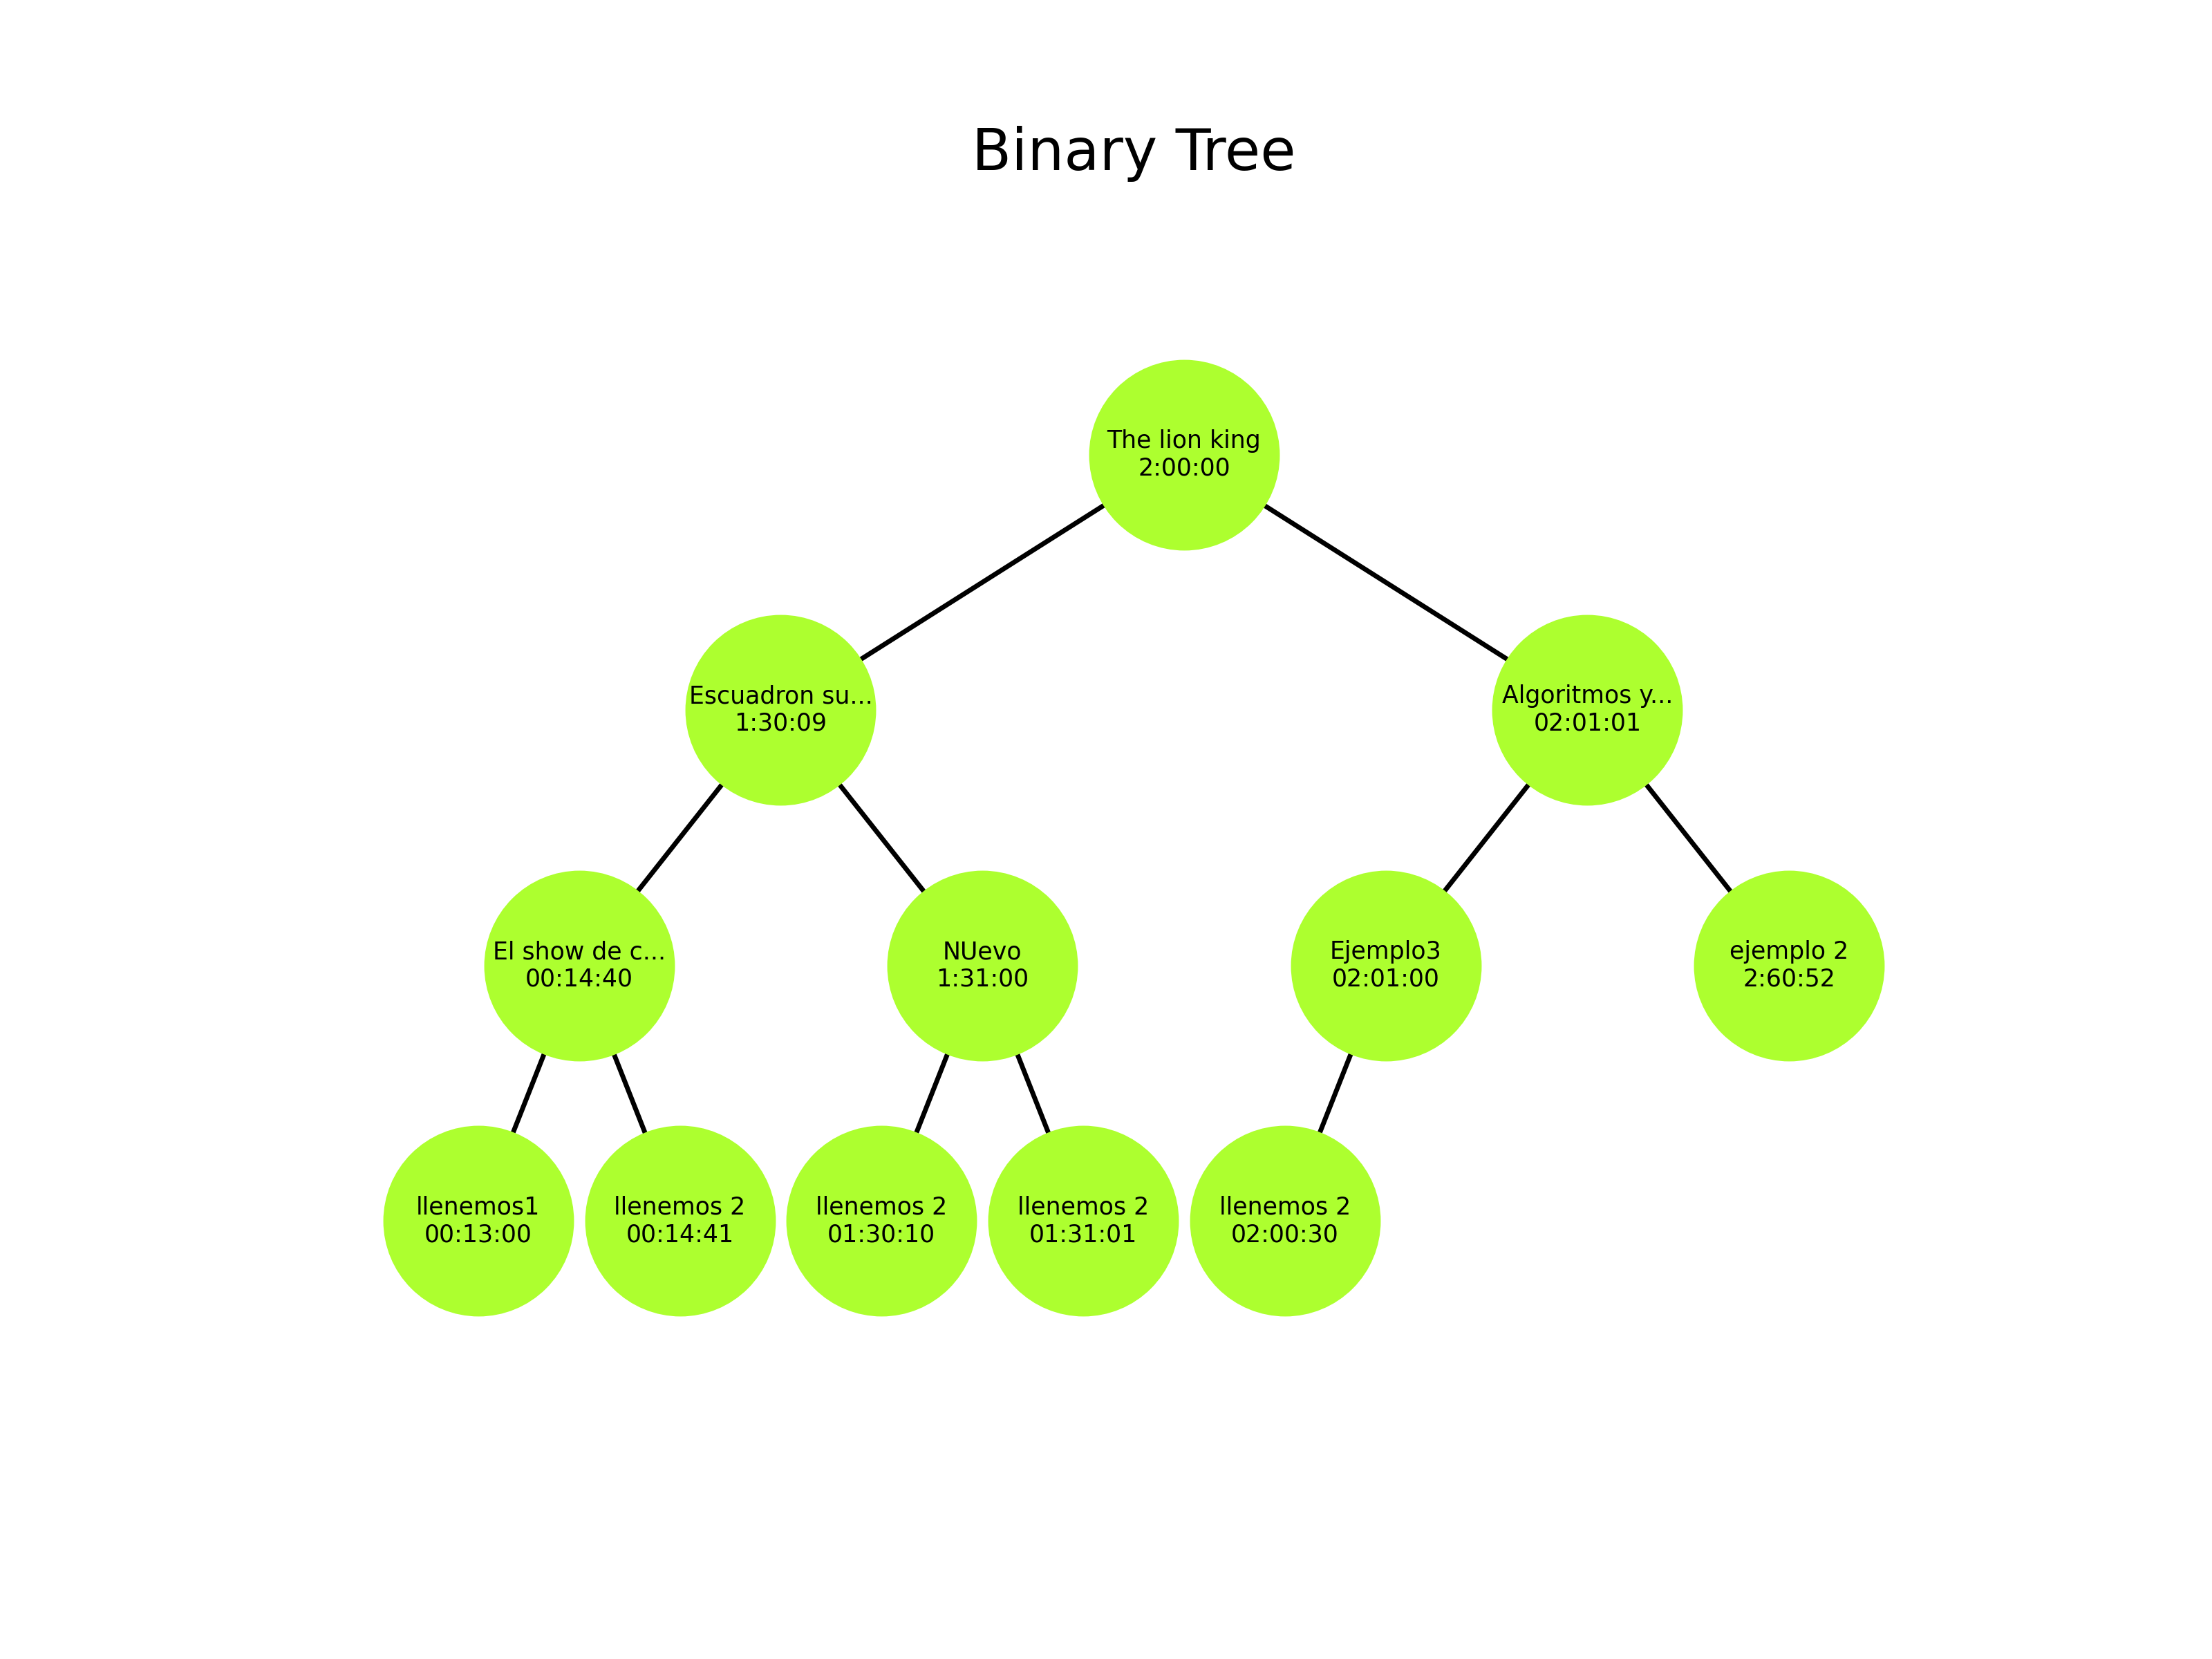 Binary Tree
The lion king
2:00:00
Escuadron su...
1:30:09
Algoritmos y...
02:01:01
El show de c...
00:14:40
NUevo
1:31:00
Ejemplo3
02:01:00
ejemplo 2
2:60:52
llenemos1
00:13:00
llenemos 2
00:14:41
llenemos 2
01:30:10
llenemos 2
01:31:01
llenemos 2
02:00:30